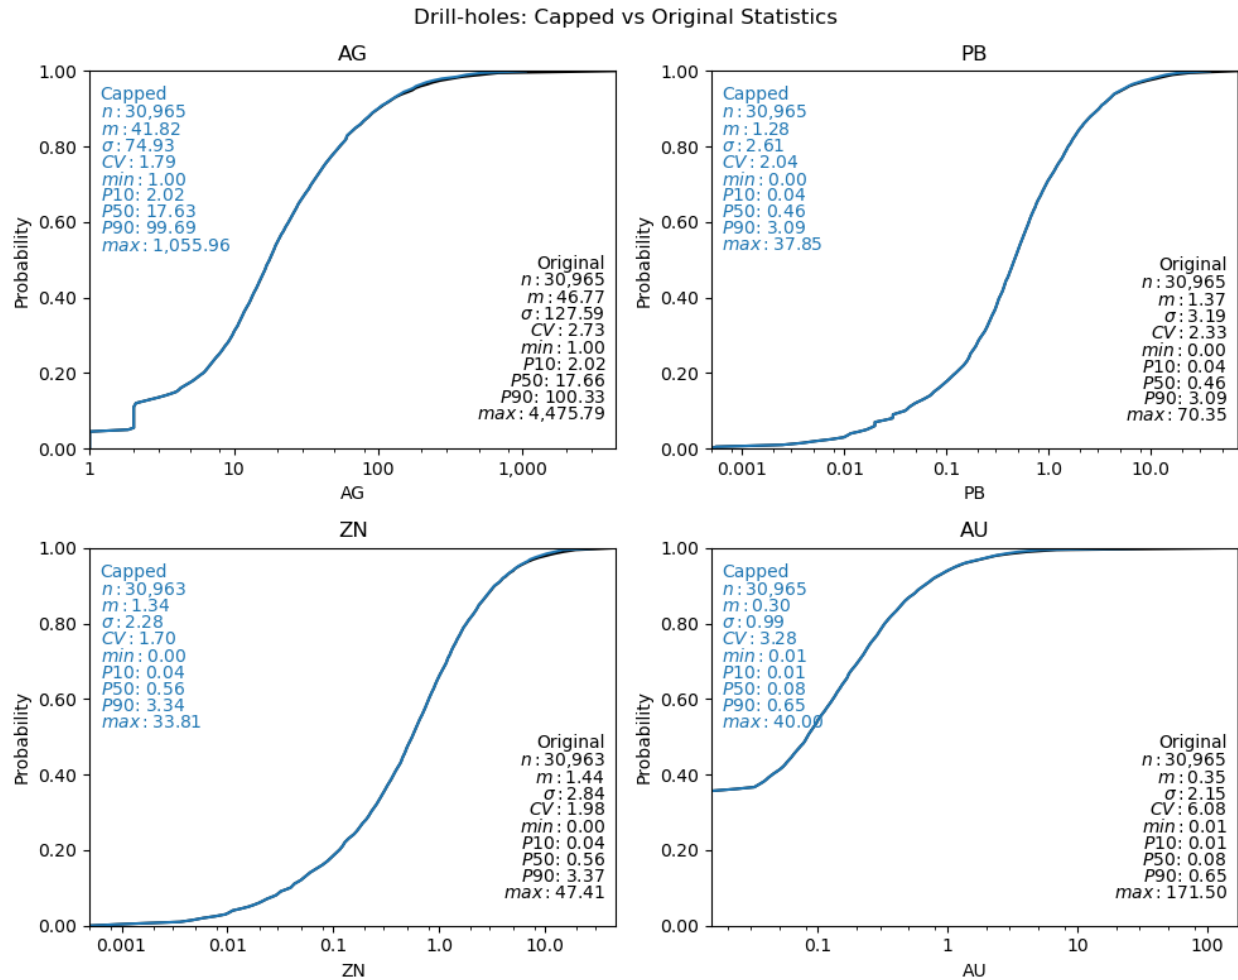 Drill-holes: Capped vs Original Statistics
AG
1.00
0.80
0.60
0.40
0.20
0.00
Probability
Capped
n : 30,965
m : 41.82
σ : 74.93
CV : 1.79
min : 1.00
P10: 2.02
P50: 17.63
P90: 99.69
max : 1,055.96
Original
n : 30,965
m : 46.77
σ : 127.59
CV : 2.73
min : 1.00
P10: 2.02
P50: 17.66
P90: 100.33
max : 4,475.79
1 10 100 1,000
AG
PB
1.00
0.80
0.60
0.40
0.20
0.00
Probability
Capped
n : 30,965
m : 1.28
σ : 2.61
CV : 2.04
min : 0.00
P10: 0.04
P50: 0.46
P90: 3.09
max : 37.85
Original
n : 30,965
m : 1.37
σ : 3.19
CV : 2.33
min : 0.00
P10: 0.04
P50: 0.46
P90: 3.09
max : 70.35
0.001 0.01 0.1 1.0 10.0
PB
ZN
1.00
0.80
0.60
0.40
0.20
0.00
Probability
Capped
n : 30,963
m : 1.34
σ : 2.28
CV : 1.70
min : 0.00
P10: 0.04
P50: 0.56
P90: 3.34
max : 33.81
Original
n : 30,963
m : 1.44
σ : 2.84
CV : 1.98
min : 0.00
P10: 0.04
P50: 0.56
P90: 3.37
max : 47.41
0.001 0.01 0.1 1.0 10.0
ZN
AU
1.00
0.80
0.60
0.40
0.20
0.00
Probability
Capped
n : 30,965
m : 0.30
σ : 0.99
CV : 3.28
min : 0.01
P10: 0.01
P50: 0.08
P90: 0.65
max : 40.00
Original
n : 30,965
m : 0.35
σ : 2.15
CV : 6.08
min : 0.01
P10: 0.01
P50: 0.08
P90: 0.65
max : 171.50
0.1 1 10 100
AU